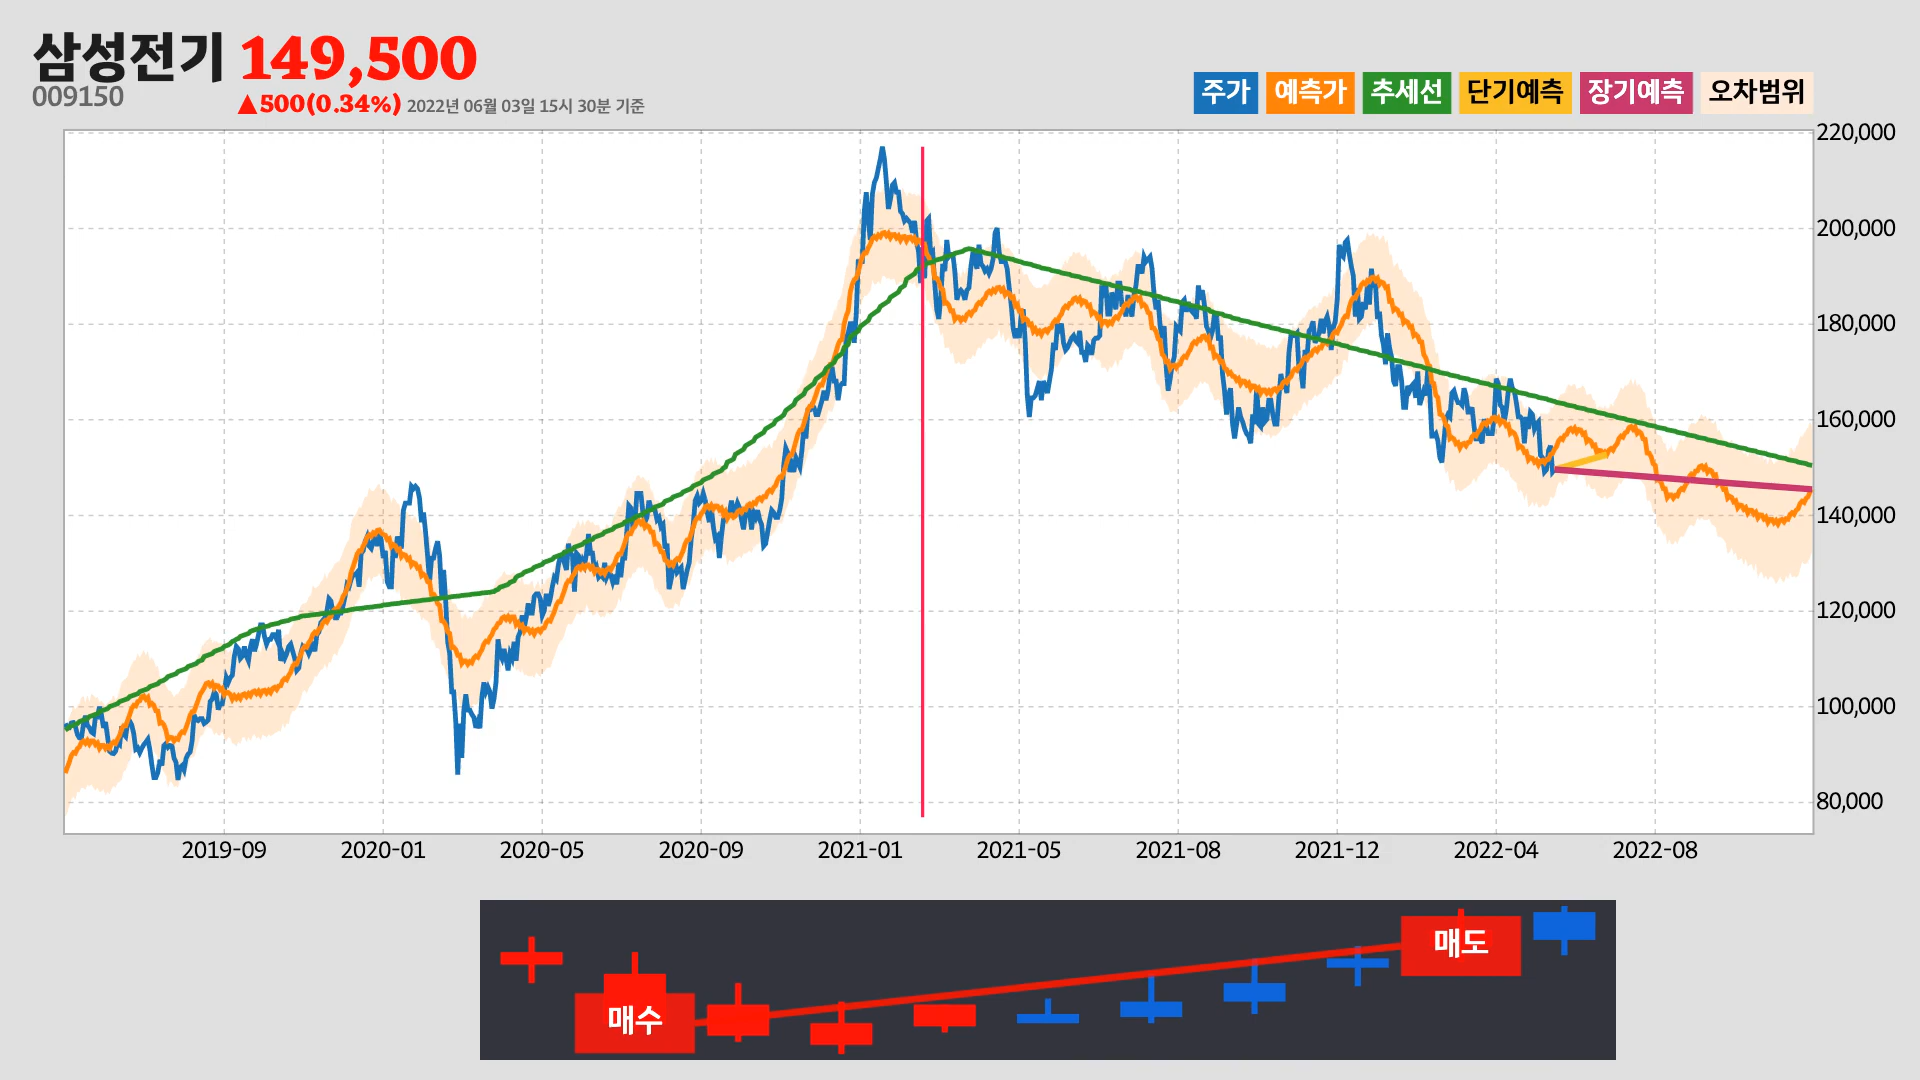 삼성전기 149,500
009150
▲500(0.34%) 2022년 06월 03일 15시 30분 기준
주가 예측가 추세선 단기예측 장기예측 오차범위
220,000
200,000
180,000
160,000
140,000
120,000
100,000
80,000
2019-09 2020-01 2020-05 2020-09 2021-01 2021-05 2021-08 2021-12 2022-04 2022-08
매도
매수